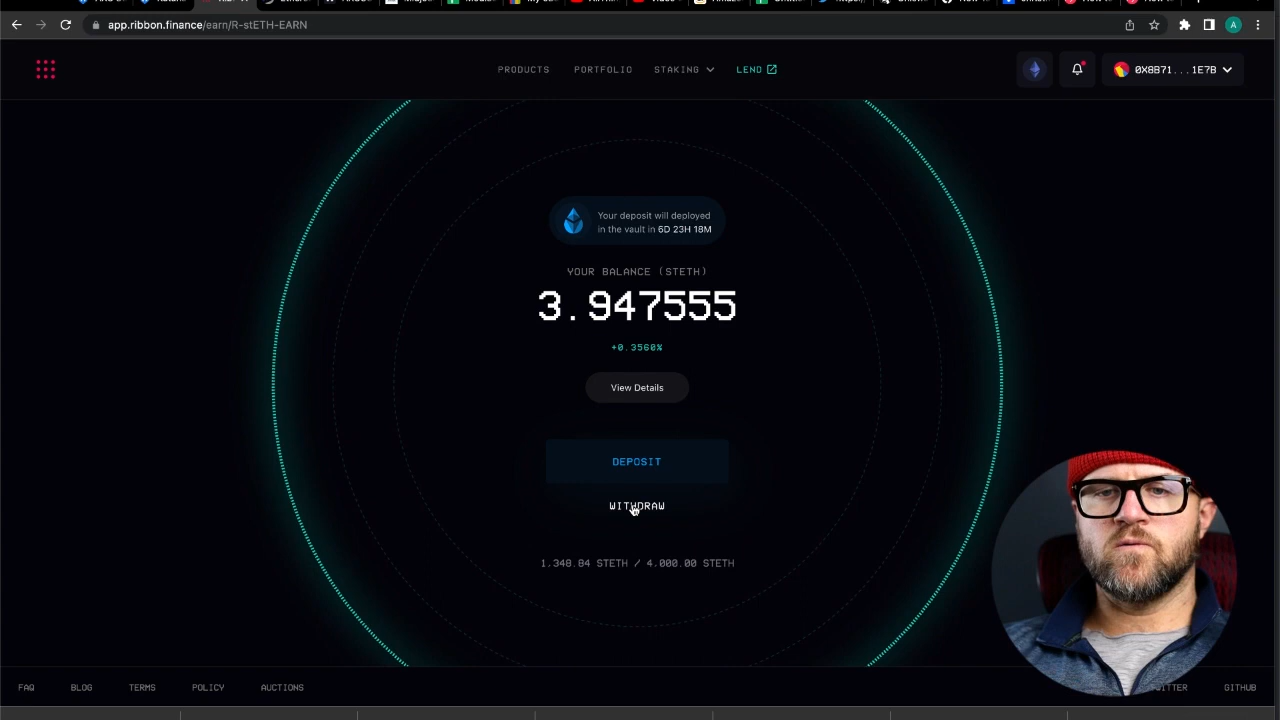 app.ribbon.finance/earn/R-stETH-EARN
A
PRODUCTS PORTFOLIO STAKING LEND 0X8B71...1E7B
Your deposit will deployed
in the vault in 6D 23H 18M
YOUR BALANCE (STETH)
3.947555
+0.3560%
View Details
DEPOSIT
WITHDRAW
1,348.84 STETH / 4,000.00 STETH
FAQ BLOG TERMS POLICY AUCTIONS GITHUB